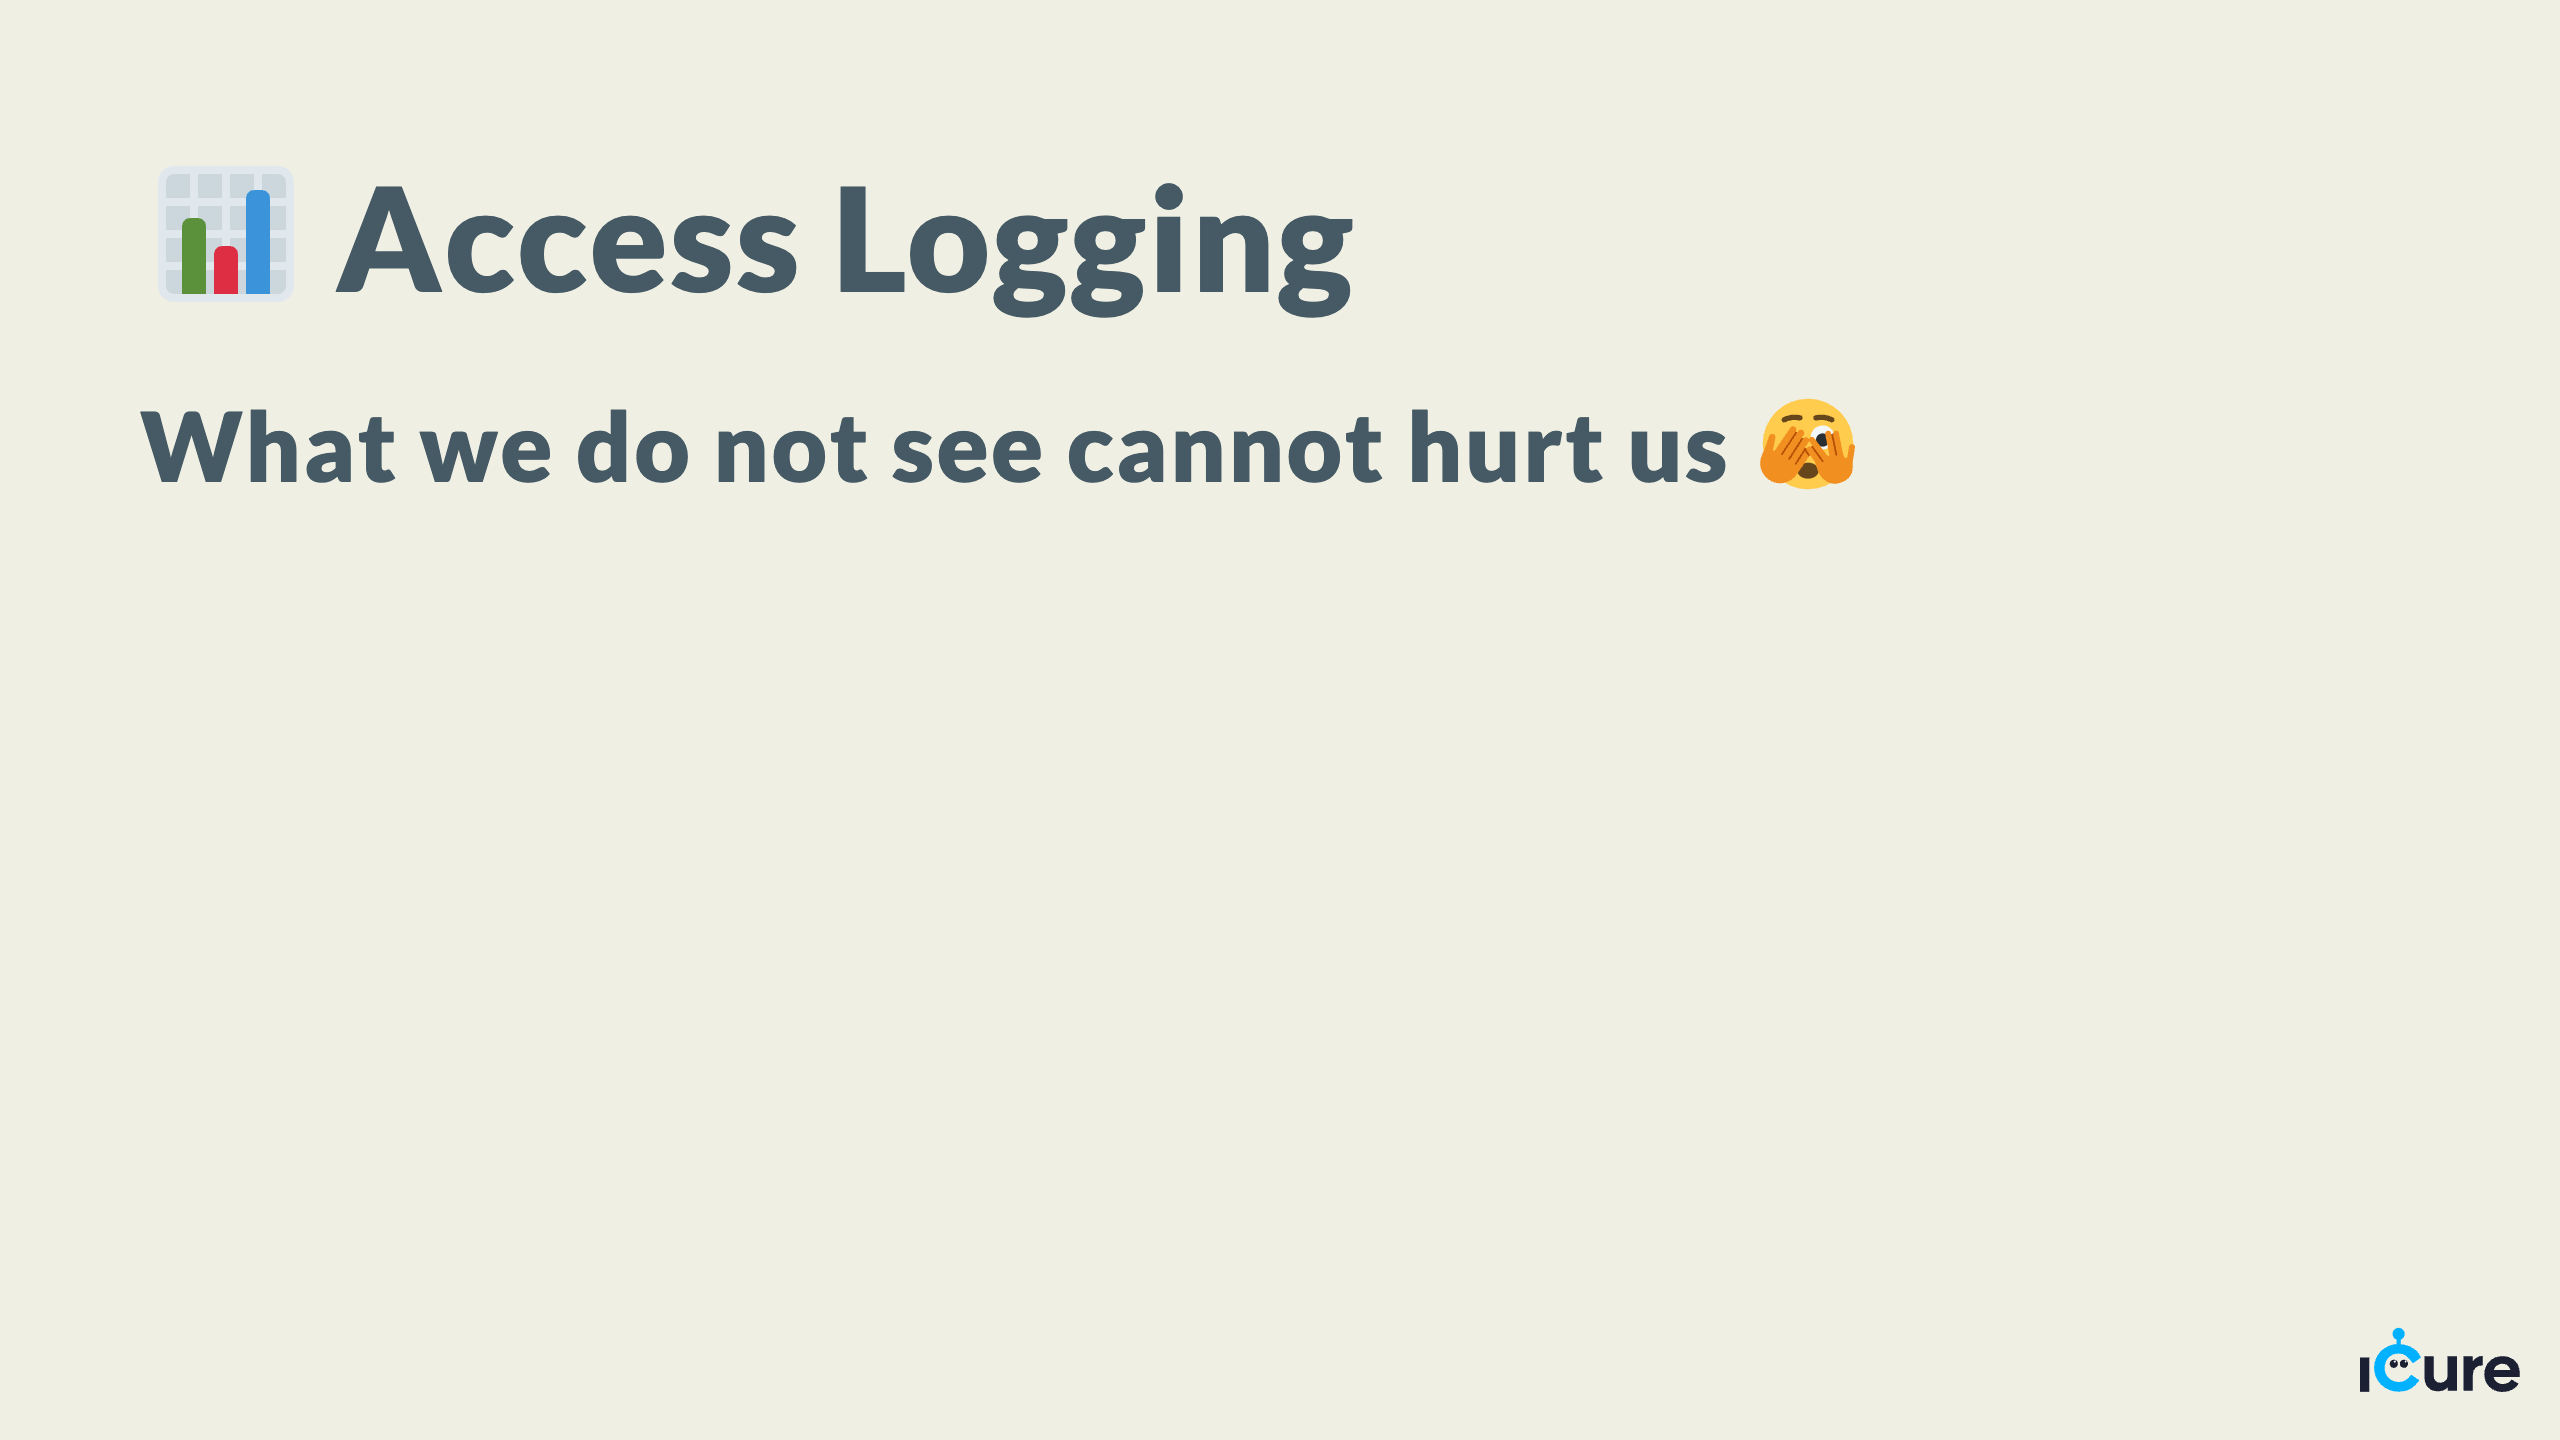 📊 Access Logging
What we do not see cannot hurt us 🫣
iCure